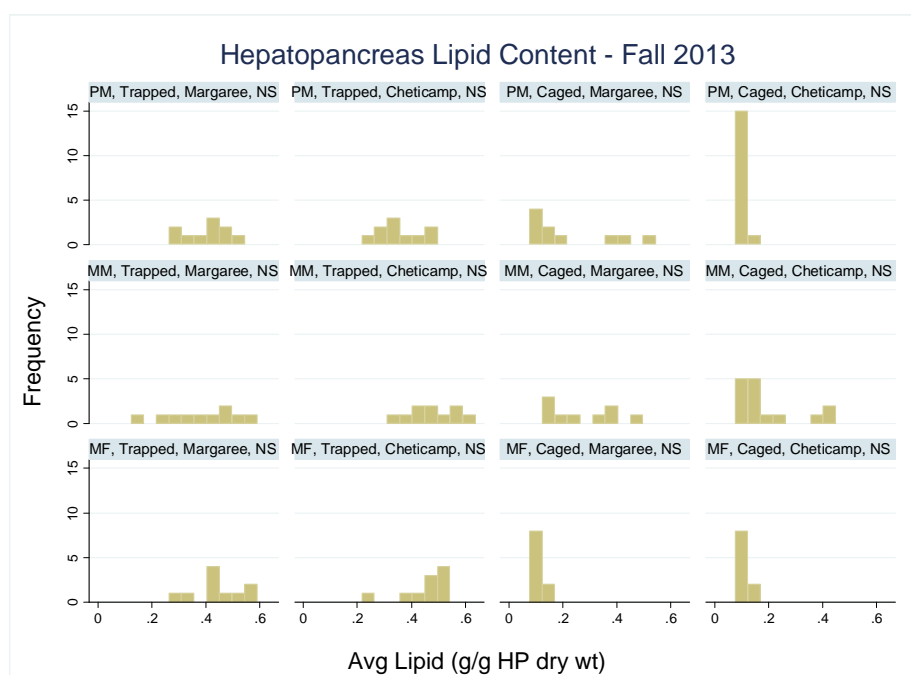 Hepatopancreas Lipid Content - Fall 2013
PM, Trapped, Margaree, NS
PM, Trapped, Cheticamp, NS
PM, Caged, Margaree, NS
PM, Caged, Cheticamp, NS
15
10
5
0
MM, Trapped, Margaree, NS
MM, Trapped, Cheticamp, NS
MM, Caged, Margaree, NS
MM, Caged, Cheticamp, NS
15
10
5
0
Frequency
MF, Trapped, Margaree, NS
MF, Trapped, Cheticamp, NS
MF, Caged, Margaree, NS
MF, Caged, Cheticamp, NS
15
10
5
0
0 .2 .4 .6
0 .2 .4 .6
0 .2 .4 .6
0 .2 .4 .6
Avg Lipid (g/g HP dry wt)